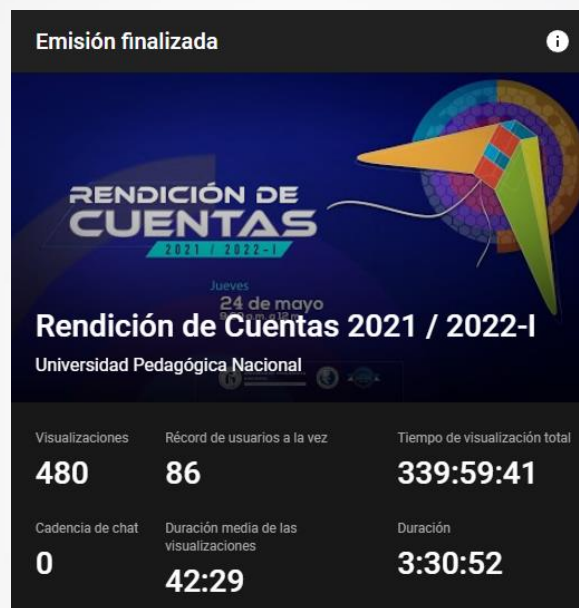 Emisión finalizada
RENDICIÓN DE
CUENTAS
2021 / 2022-I
Jueves
24 de mayo
Rendición de Cuentas 2021 / 2022-I
Universidad Pedagógica Nacional
Visualizaciones
480
Récord de usuarios a la vez
86
Tiempo de visualización total
339:59:41
Cadencia de chat
0
Duración media de las
visualizaciones
42:29
Duración
3:30:52